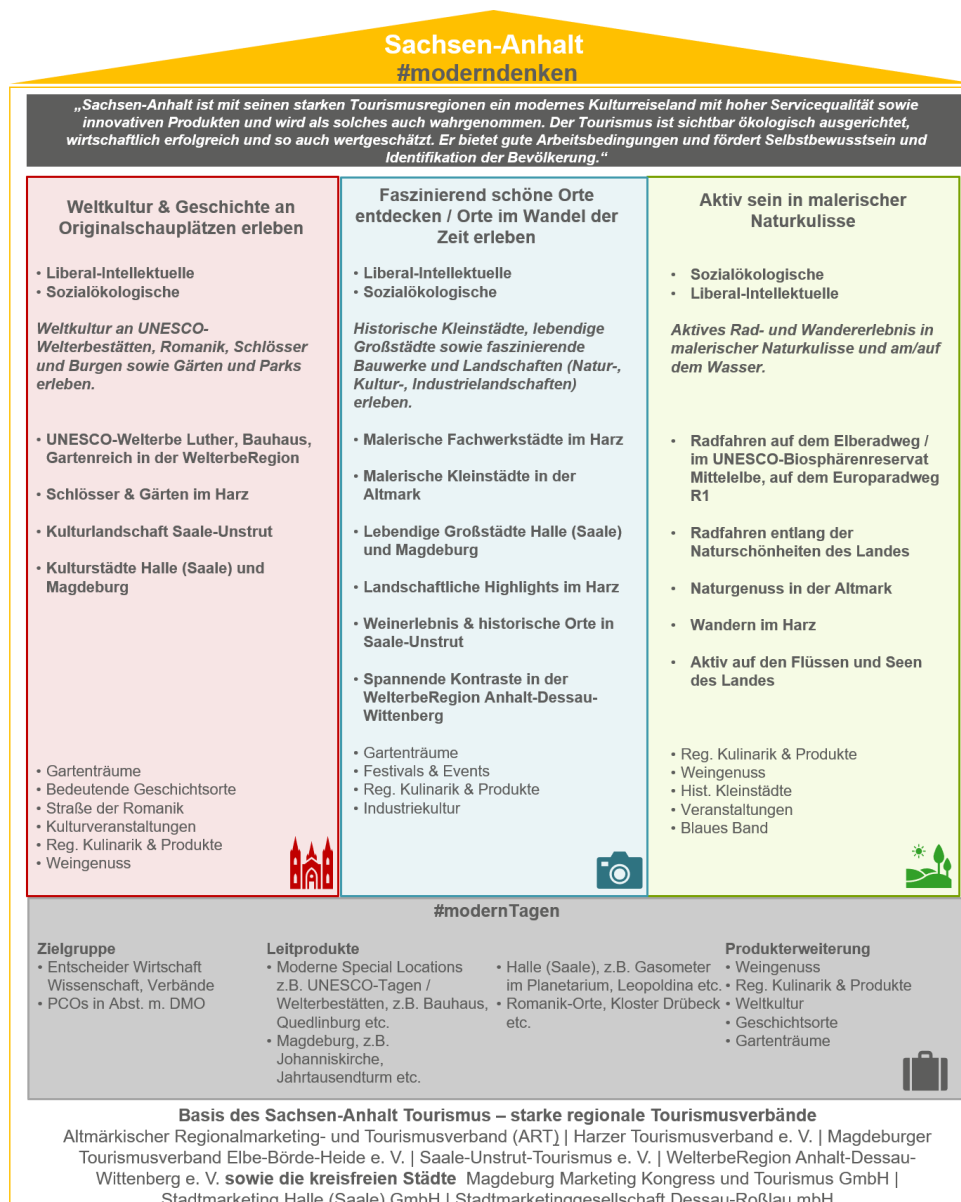 Sachsen-Anhalt
#moderndenken
„Sachsen-Anhalt ist mit seinen starken Tourismusregionen ein modernes Kulturreiseland mit hoher Servicequalität sowie
innovativen Produkten und wird als solches auch wahrgenommen. Der Tourismus ist sichtbar ökologisch ausgerichtet,
wirtschaftlich erfolgreich und so auch wertgeschätzt. Er bietet gute Arbeitsbedingungen und fördert Selbstbewusstsein und
Identifikation der Bevölkerung.“
Weltkultur & Geschichte an
Originalschauplätzen erleben
• Liberal-Intellektuelle
• Sozialökologische
Weltkultur an UNESCO-
Welterbestätten, Romanik, Schlösser
und Burgen sowie Gärten und Parks
erleben.
• UNESCO-Welterbe Luther, Bauhaus,
Gartenreich in der WelterbeRegion
• Schlösser & Gärten im Harz
• Kulturlandschaft Saale-Unstrut
• Kulturstädte Halle (Saale) und
Magdeburg
• Gartenträume
• Bedeutende Geschichtsorte
• Straße der Romanik
• Kulturveranstaltungen
• Reg. Kulinarik & Produkte
• Weingenuss
Faszinierend schöne Orte
entdecken / Orte im Wandel der
Zeit erleben
• Liberal-Intellektuelle
• Sozialökologische
Historische Kleinstädte, lebendige
Großstädte sowie faszinierende
Bauwerke und Landschaften (Natur-,
Kultur-, Industrielandschaften)
erleben.
• Malerische Fachwerkstädte im Harz
• Malerische Kleinstädte in der
Altmark
• Lebendige Großstädte Halle (Saale)
und Magdeburg
• Landschaftliche Highlights im Harz
• Weinerlebnis & historische Orte in
Saale-Unstrut
• Spannende Kontraste in der
WelterbeRegion Anhalt-Dessau-
Wittenberg
• Gartenträume
• Festivals & Events
• Reg. Kulinarik & Produkte
• Industriekultur
Aktiv sein in malerischer
Naturkulisse
• Sozialökologische
• Liberal-Intellektuelle
Aktives Rad- und Wandererlebnis in
malerischer Naturkulisse und am/auf
dem Wasser.
• Radfahren auf dem Elberadweg /
im UNESCO-Biosphärenreservat
Mittelelbe, auf dem Europaradweg
R1
• Radfahren entlang der
Naturschönheiten des Landes
• Naturgenuss in der Altmark
• Wandern im Harz
• Aktiv auf den Flüssen und Seen
des Landes
• Reg. Kulinarik & Produkte
• Weingenuss
• Hist. Kleinstädte
• Veranstaltungen
• Blaues Band
#modernTagen
Zielgruppe
• Entscheider Wirtschaft
Wissenschaft, Verbände
• PCOs in Abst. m. DMO
Leitprodukte
• Moderne Special Locations
z.B. UNESCO-Tagen /
Welterbestätten, z.B. Bauhaus,
Quedlinburg etc.
• Magdeburg, z.B.
Johanniskirche,
Jahrtausendturm etc.
• Halle (Saale), z.B. Gasometer
im Planetarium, Leopoldina etc.
• Romanik-Orte, Kloster Drübeck
etc.
Produkterweiterung
• Weingenuss
• Reg. Kulinarik & Produkte
• Weltkultur
• Geschichtsorte
• Gartenträume
Basis des Sachsen-Anhalt Tourismus – starke regionale Tourismusverbände
Altmärkischer Regionalmarketing- und Tourismusverband (ART) | Harzer Tourismusverband e. V. | Magdeburger
Tourismusverband Elbe-Börde-Heide e. V. | Saale-Unstrut-Tourismus e. V. | WelterbeRegion Anhalt-Dessau-
Wittenberg e. V. sowie die kreisfreien Städte Magdeburg Marketing Kongress und Tourismus GmbH |
Stadtmarketing Halle (Saale) GmbH | Stadtmarketinggesellschaft Dessau-Roßlau mbH